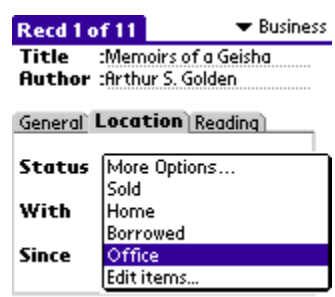 Recd 1 of 11 Business
Title :Memoirs of a Geisha
Author :Arthur S. Golden
General Location Reading
Status More Options...
Sold
With Home
Borrowed
Since Office
Edit items...